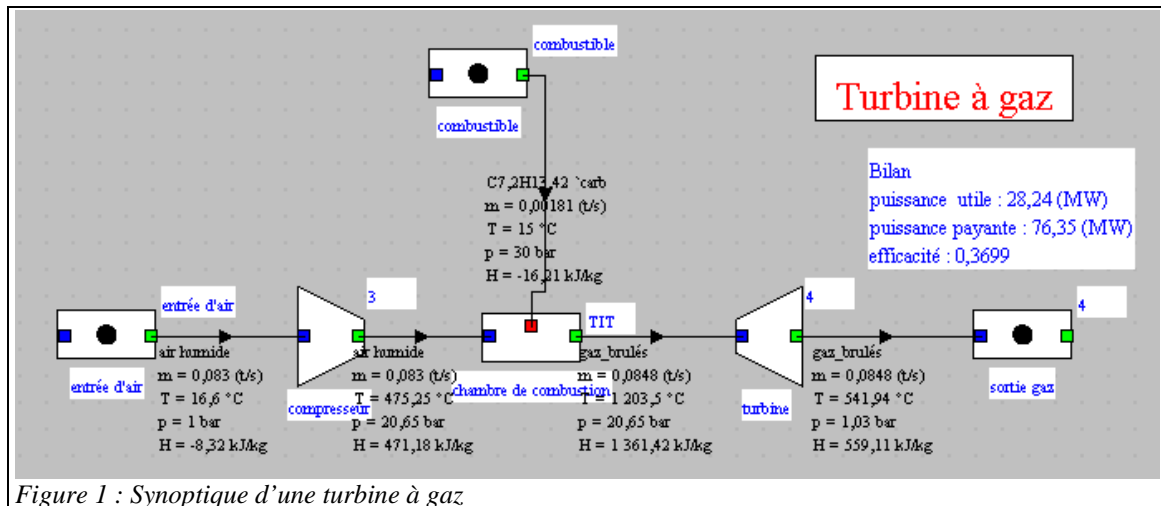 combustible
combustible
Turbine à gaz
Bilan
puissance utile : 28,24 (MW)
puissance payante : 76,35 (MW)
efficacité : 0,3699
C7,2H13,42 `carb
m = 0,00181 (t/s)
T = 15 °C
p = 30 bar
H = -16,21 kJ/kg
entrée d'air
entrée d'air
air humide
m = 0,083 (t/s)
T = 16,6 °C
p = 1 bar
H = -8,32 kJ/kg
3
compresseur
air humide
m = 0,083 (t/s)
T = 475,25 °C
p = 20,65 bar
H = 471,18 kJ/kg
TIT
chambre de combustion
gaz_brulés
m = 0,0848 (t/s)
T = 1 203,5 °C
p = 20,65 bar
H = 1 361,42 kJ/kg
4
turbine
gaz_brulés
m = 0,0848 (t/s)
T = 541,94 °C
p = 1,03 bar
H = 559,11 kJ/kg
4
sortie gaz
Figure 1 : Synoptique d'une turbine à gaz